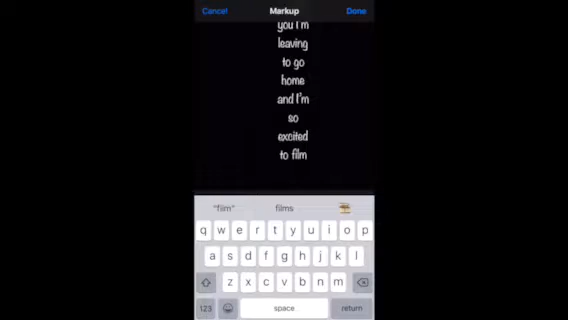 Cancel Markup Done
you I'm
leaving
to go
home
and I'm
so
excited
to film
"film" films
q w e r t y u i o p
a s d f g h j k l
z x c v b n m
123 space return